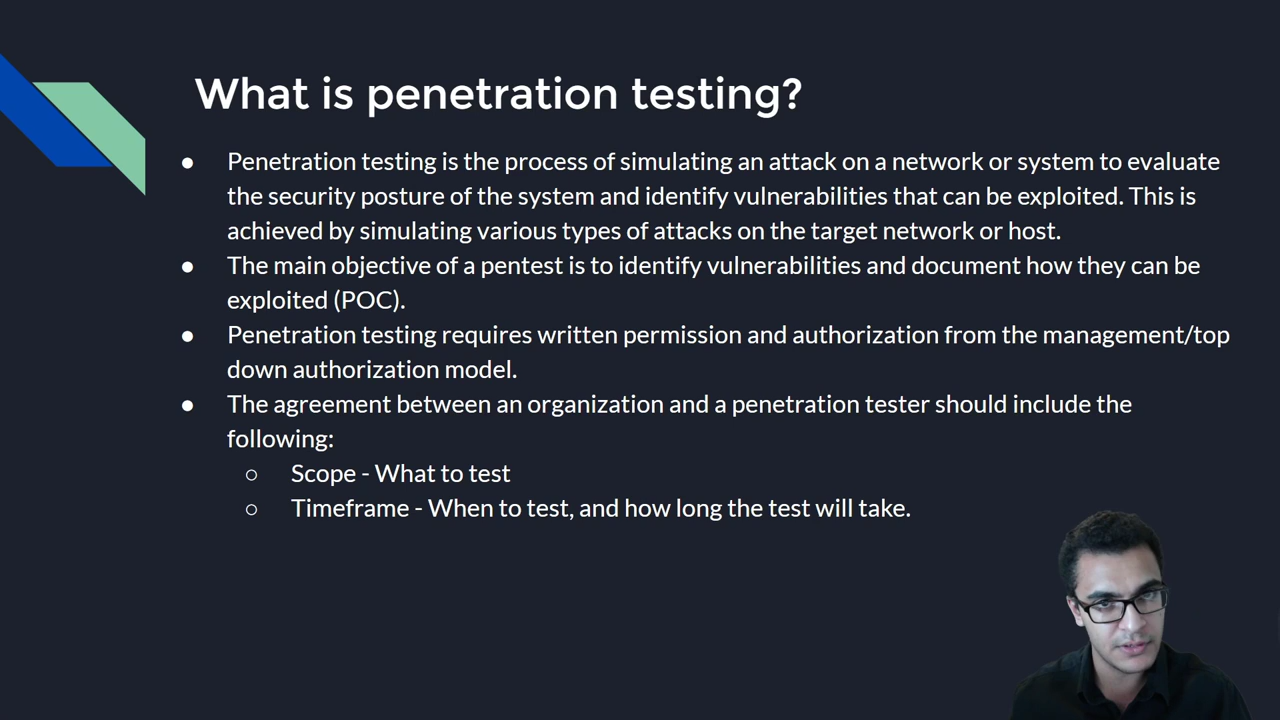 What is penetration testing?
● Penetration testing is the process of simulating an attack on a network or system to evaluate
the security posture of the system and identify vulnerabilities that can be exploited. This is
achieved by simulating various types of attacks on the target network or host.
● The main objective of a pentest is to identify vulnerabilities and document how they can be
exploited (POC).
● Penetration testing requires written permission and authorization from the management/top
down authorization model.
● The agreement between an organization and a penetration tester should include the
following:
○ Scope - What to test
○ Timeframe - When to test, and how long the test will take.